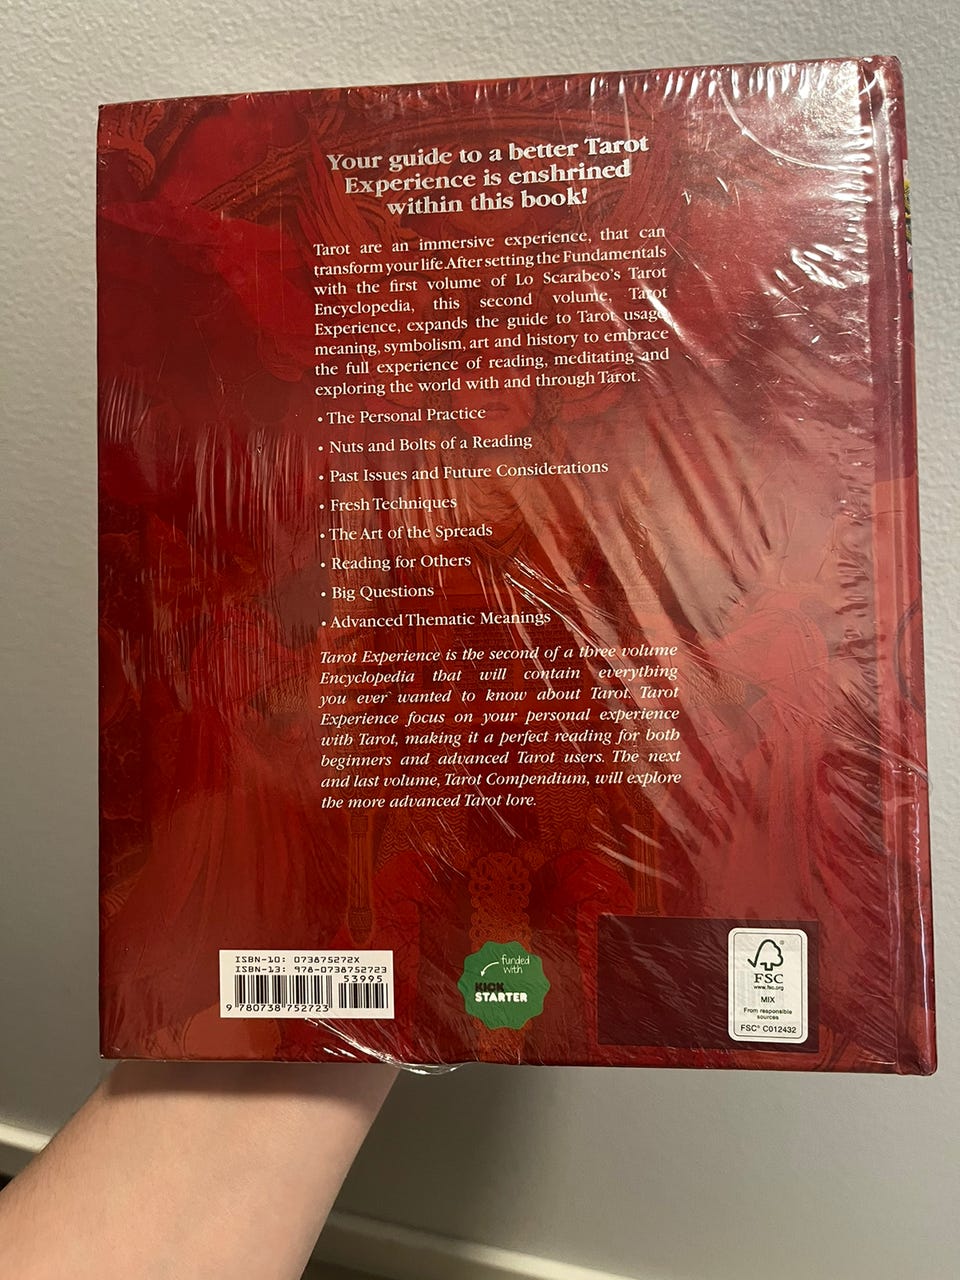 Your guide to a better Tarot
Experience is enshrined
within this book!
Tarot are an immersive experience, that can
transform your life. After setting the Fundamentals
with the first volume of Lo Scarabeo's Tarot
Encyclopedia, this second volume, Tarot
Experience, expands the guide to Tarot usage
meaning, symbolism, art and history to embrace
the full experience of reading, meditating and
exploring the world with and through Tarot.
• The Personal Practice
• Nuts and Bolts of a Reading
• Past Issues and Future Considerations
• Fresh Techniques
• The Art of the Spreads
• Reading for Others
• Big Questions
• Advanced Thematic Meanings
Tarot Experience is the second of a three volume
Encyclopedia that will contain everything
you ever wanted to know about Tarot. Tarot
Experience focus on your personal experience
with Tarot, making it a perfect reading for both
beginners and advanced Tarot users. The next
and last volume, Tarot Compendium, will explore
the more advanced Tarot lore.
ISBN-10: 073875272X
ISBN-13: 978-0738752723
53995
9 780738 752723
funded
with
KICK
STARTER
®
FSC
www.fsc.org
MIX
From responsible
sources
FSC® C012432